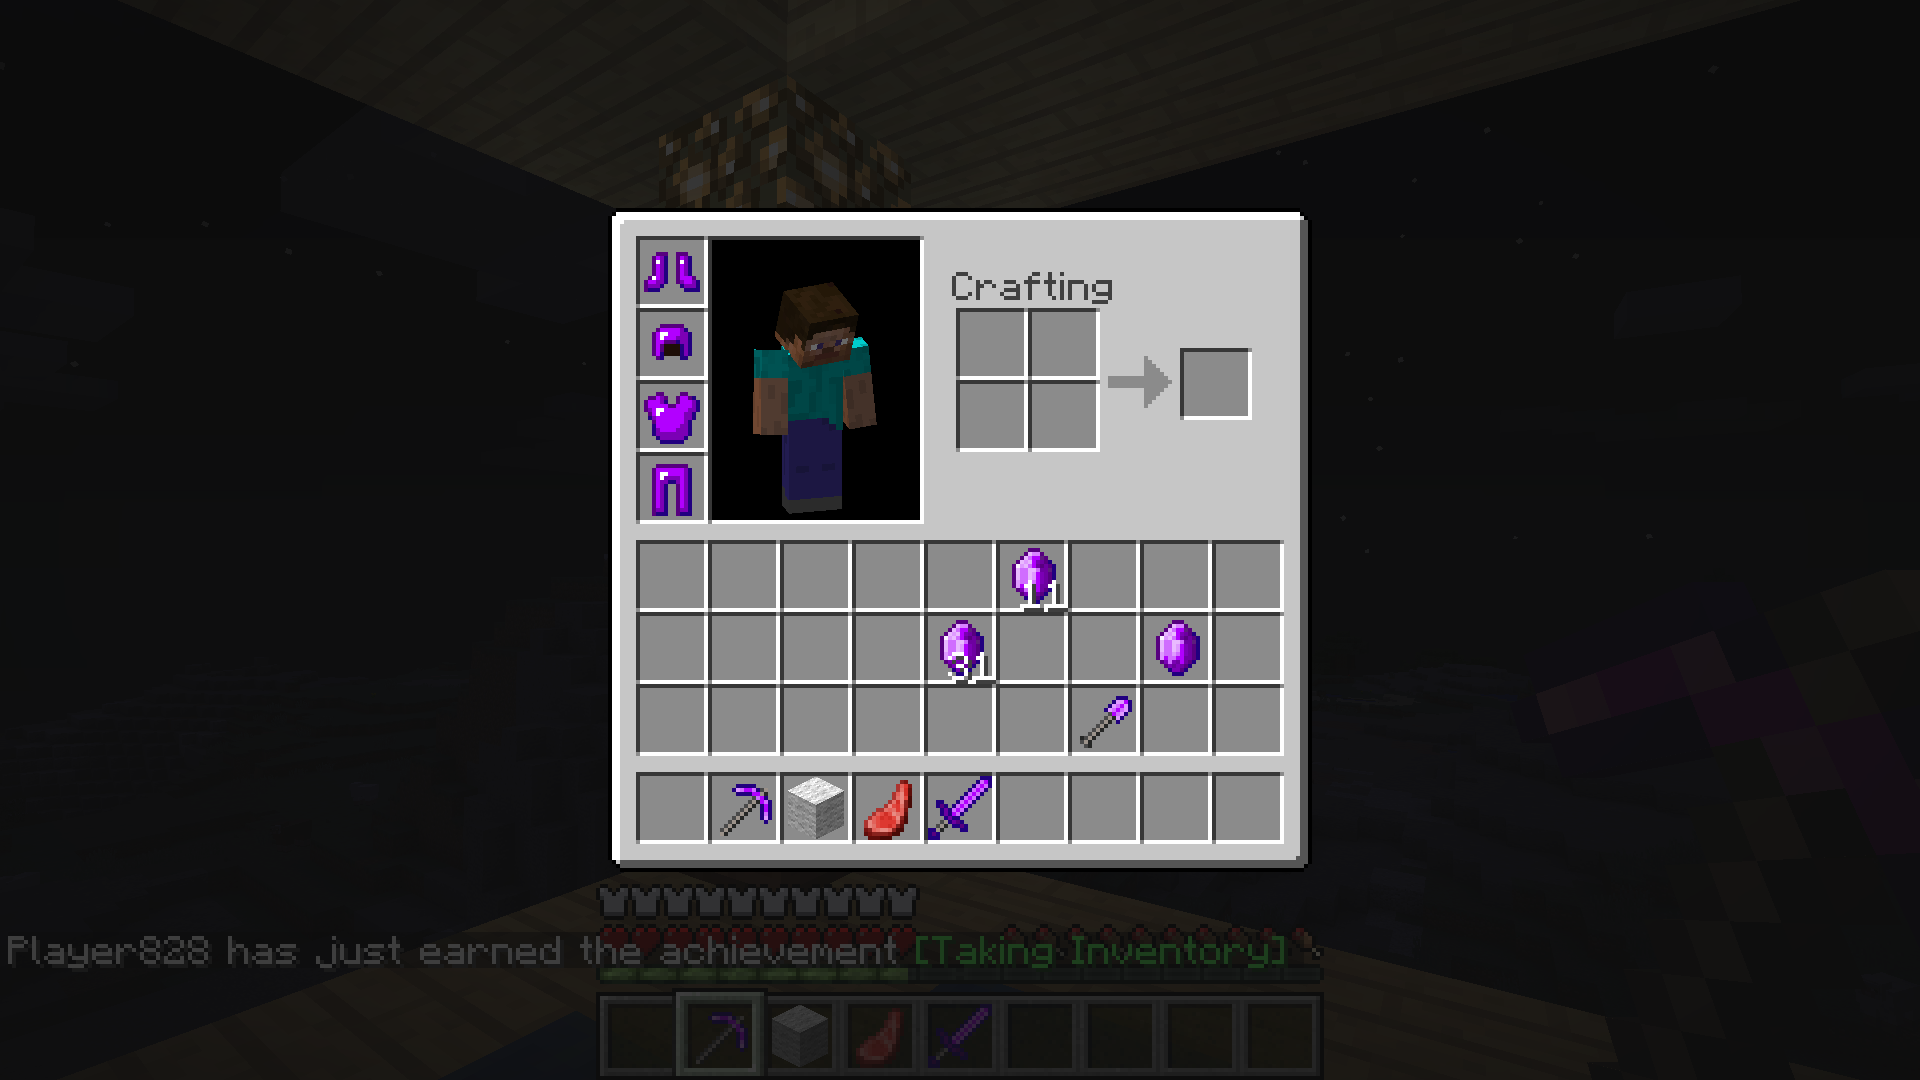 Crafting
11
31
Player828 has just earned the achievement [Taking Inventory]